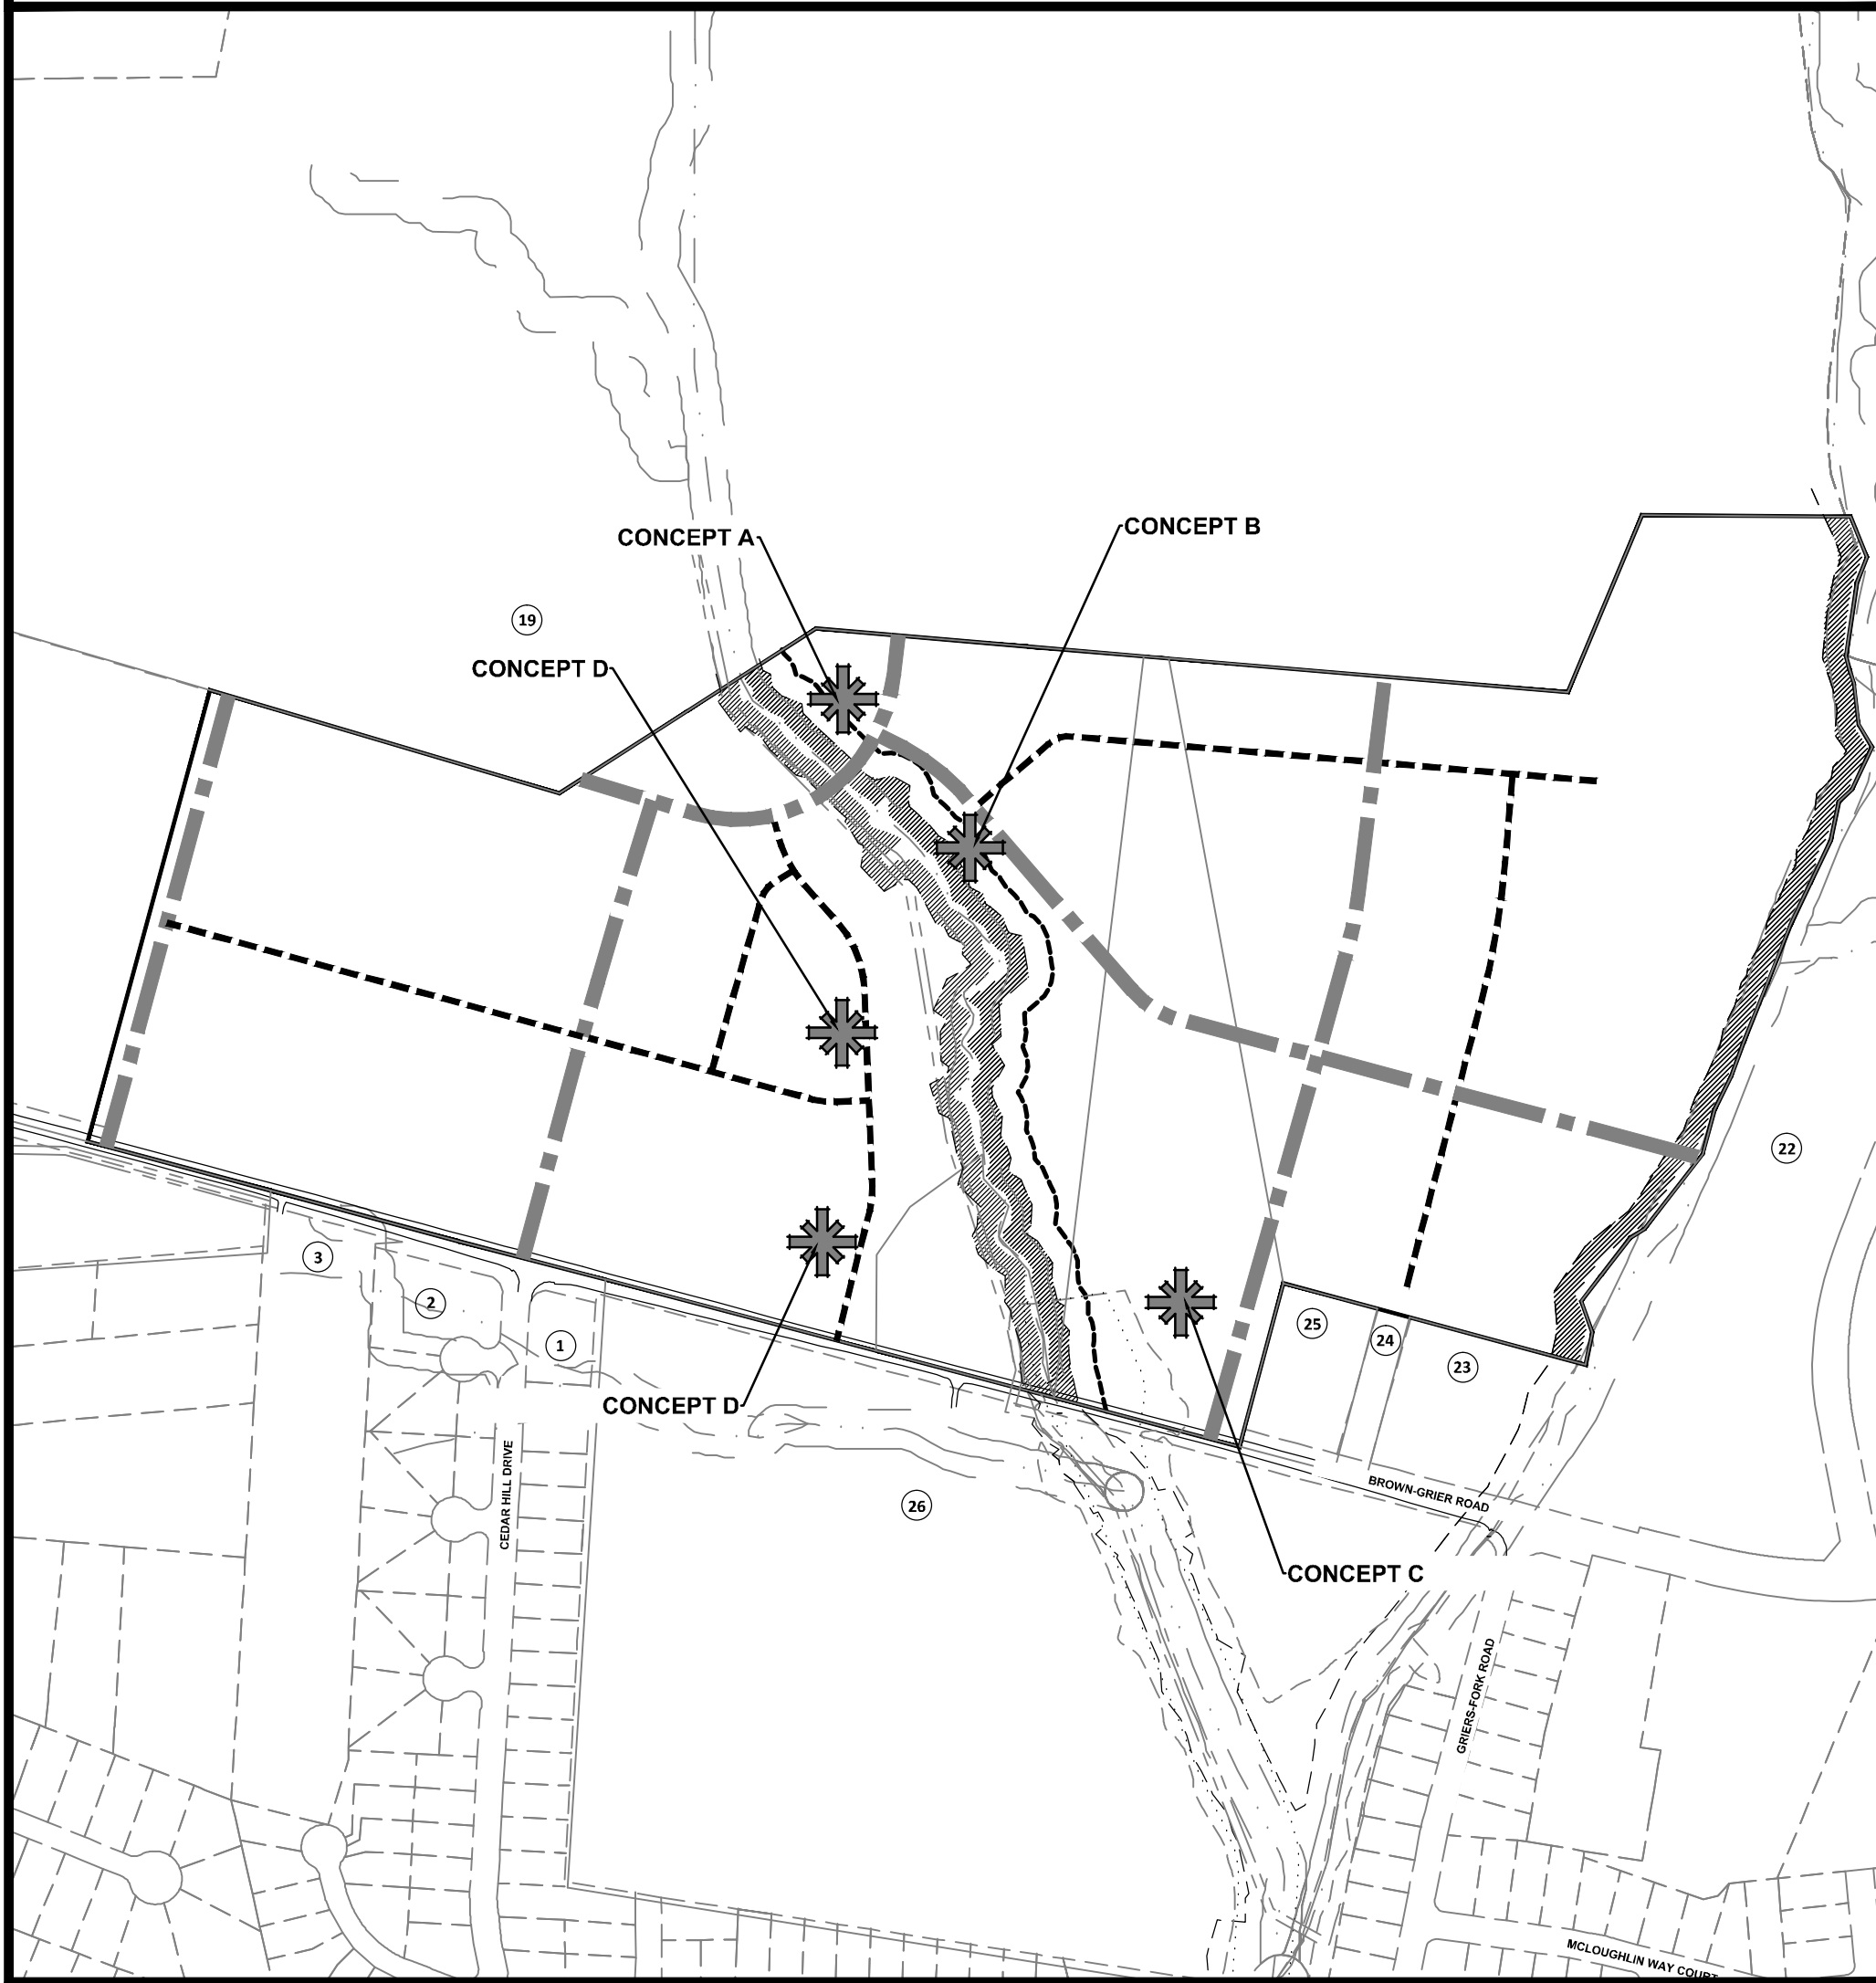 CONCEPT B
CONCEPT A
19
CONCEPT D
22
3
2
1
25
24
23
CONCEPT D
CEDAR HILL DRIVE
26
BROWN-GRIER ROAD
CONCEPT C
GRIERS-FORK ROAD
MCLOUGHLIN WAY COURT